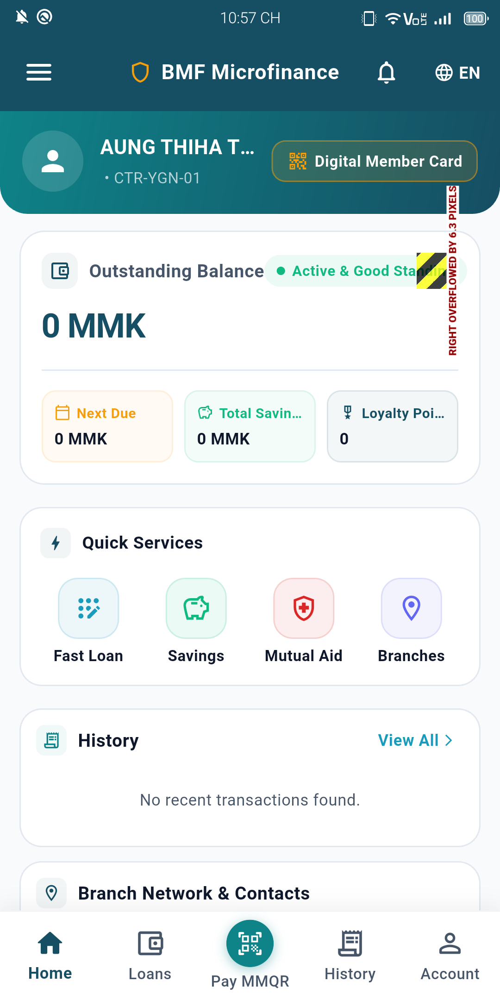 10:57 CH
VoLTE
100
BMF Microfinance
EN
AUNG THIHA T...
• CTR-YGN-01
Digital Member Card
Outstanding Balance
Active & Good Standin
RIGHT OVERFLOWED BY 6.3 PIXELS
0 MMK
Next Due
0 MMK
Total Savin...
0 MMK
Loyalty Poi...
0
Quick Services
Fast Loan
Savings
Mutual Aid
Branches
History
View All
No recent transactions found.
Branch Network & Contacts
Home
Loans
Pay MMQR
History
Account